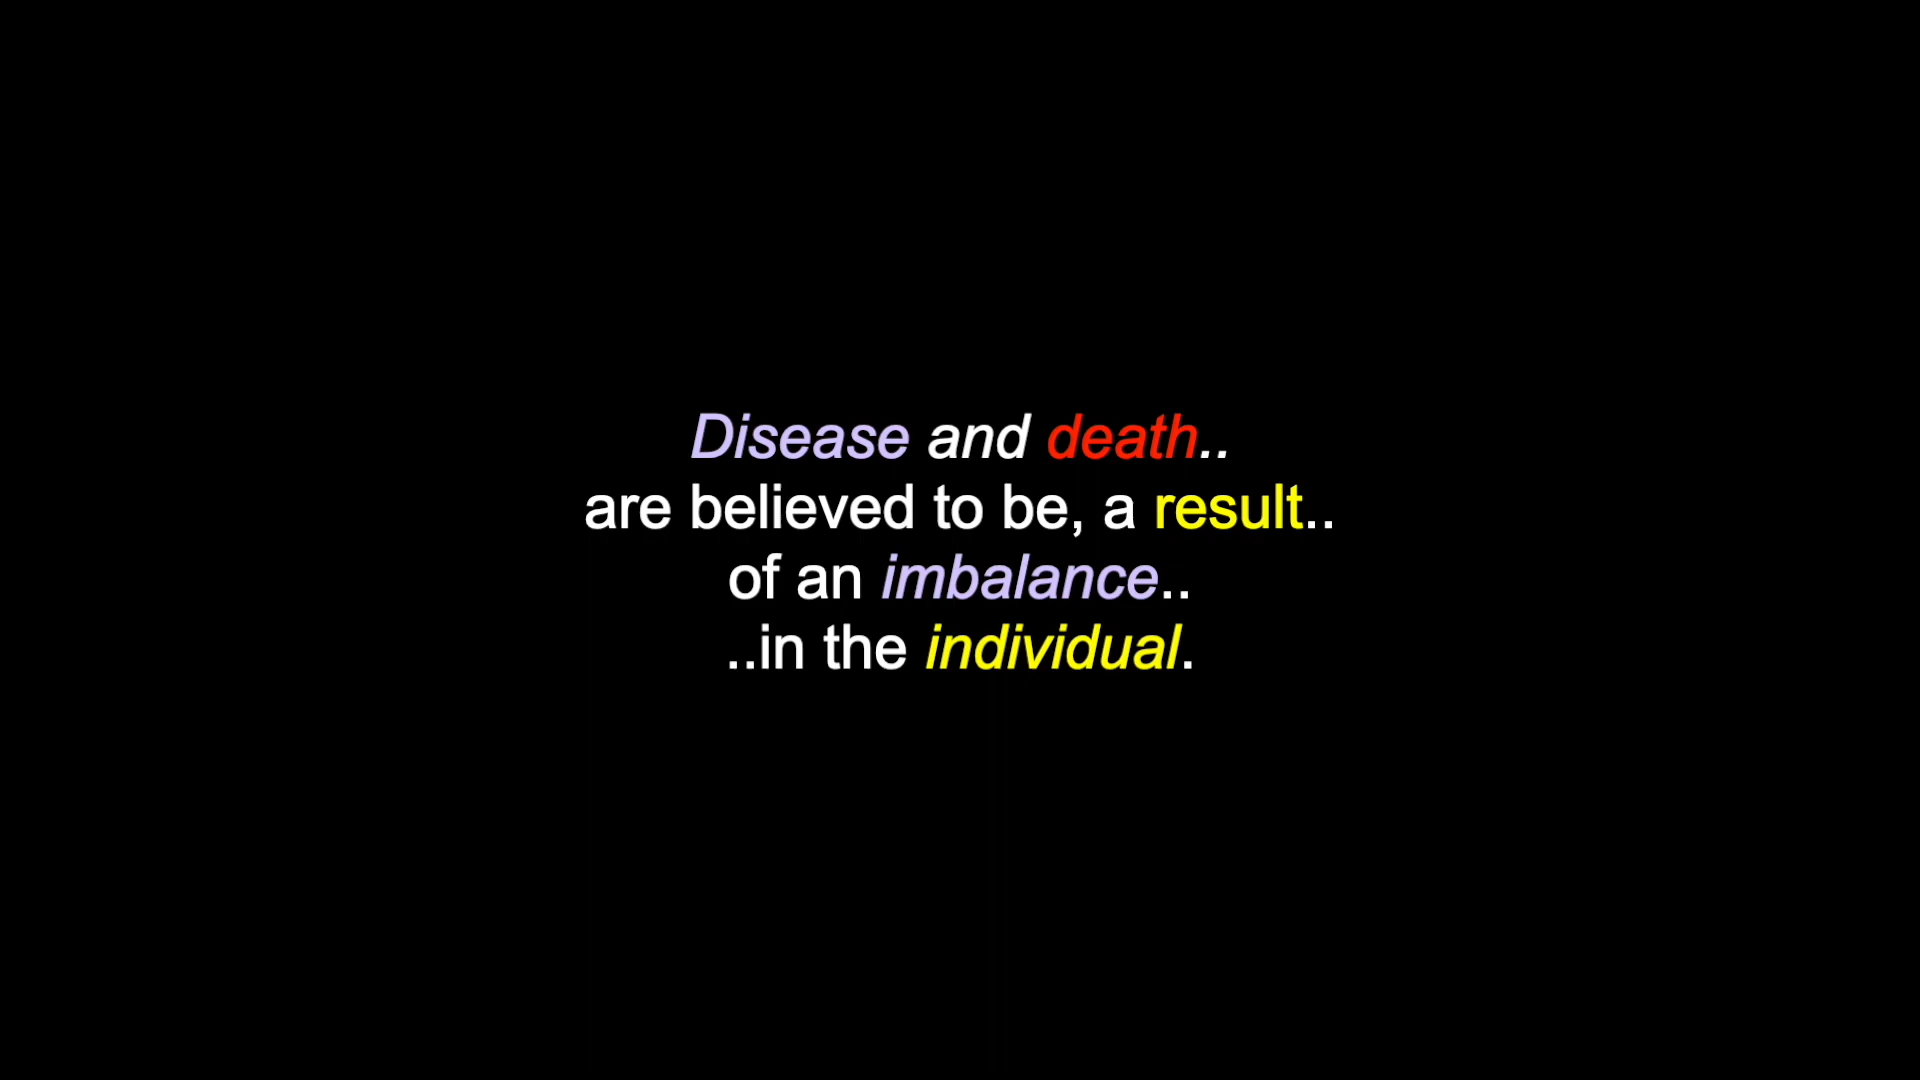 Disease and death..
are believed to be, a result..
of an imbalance..
..in the individual.